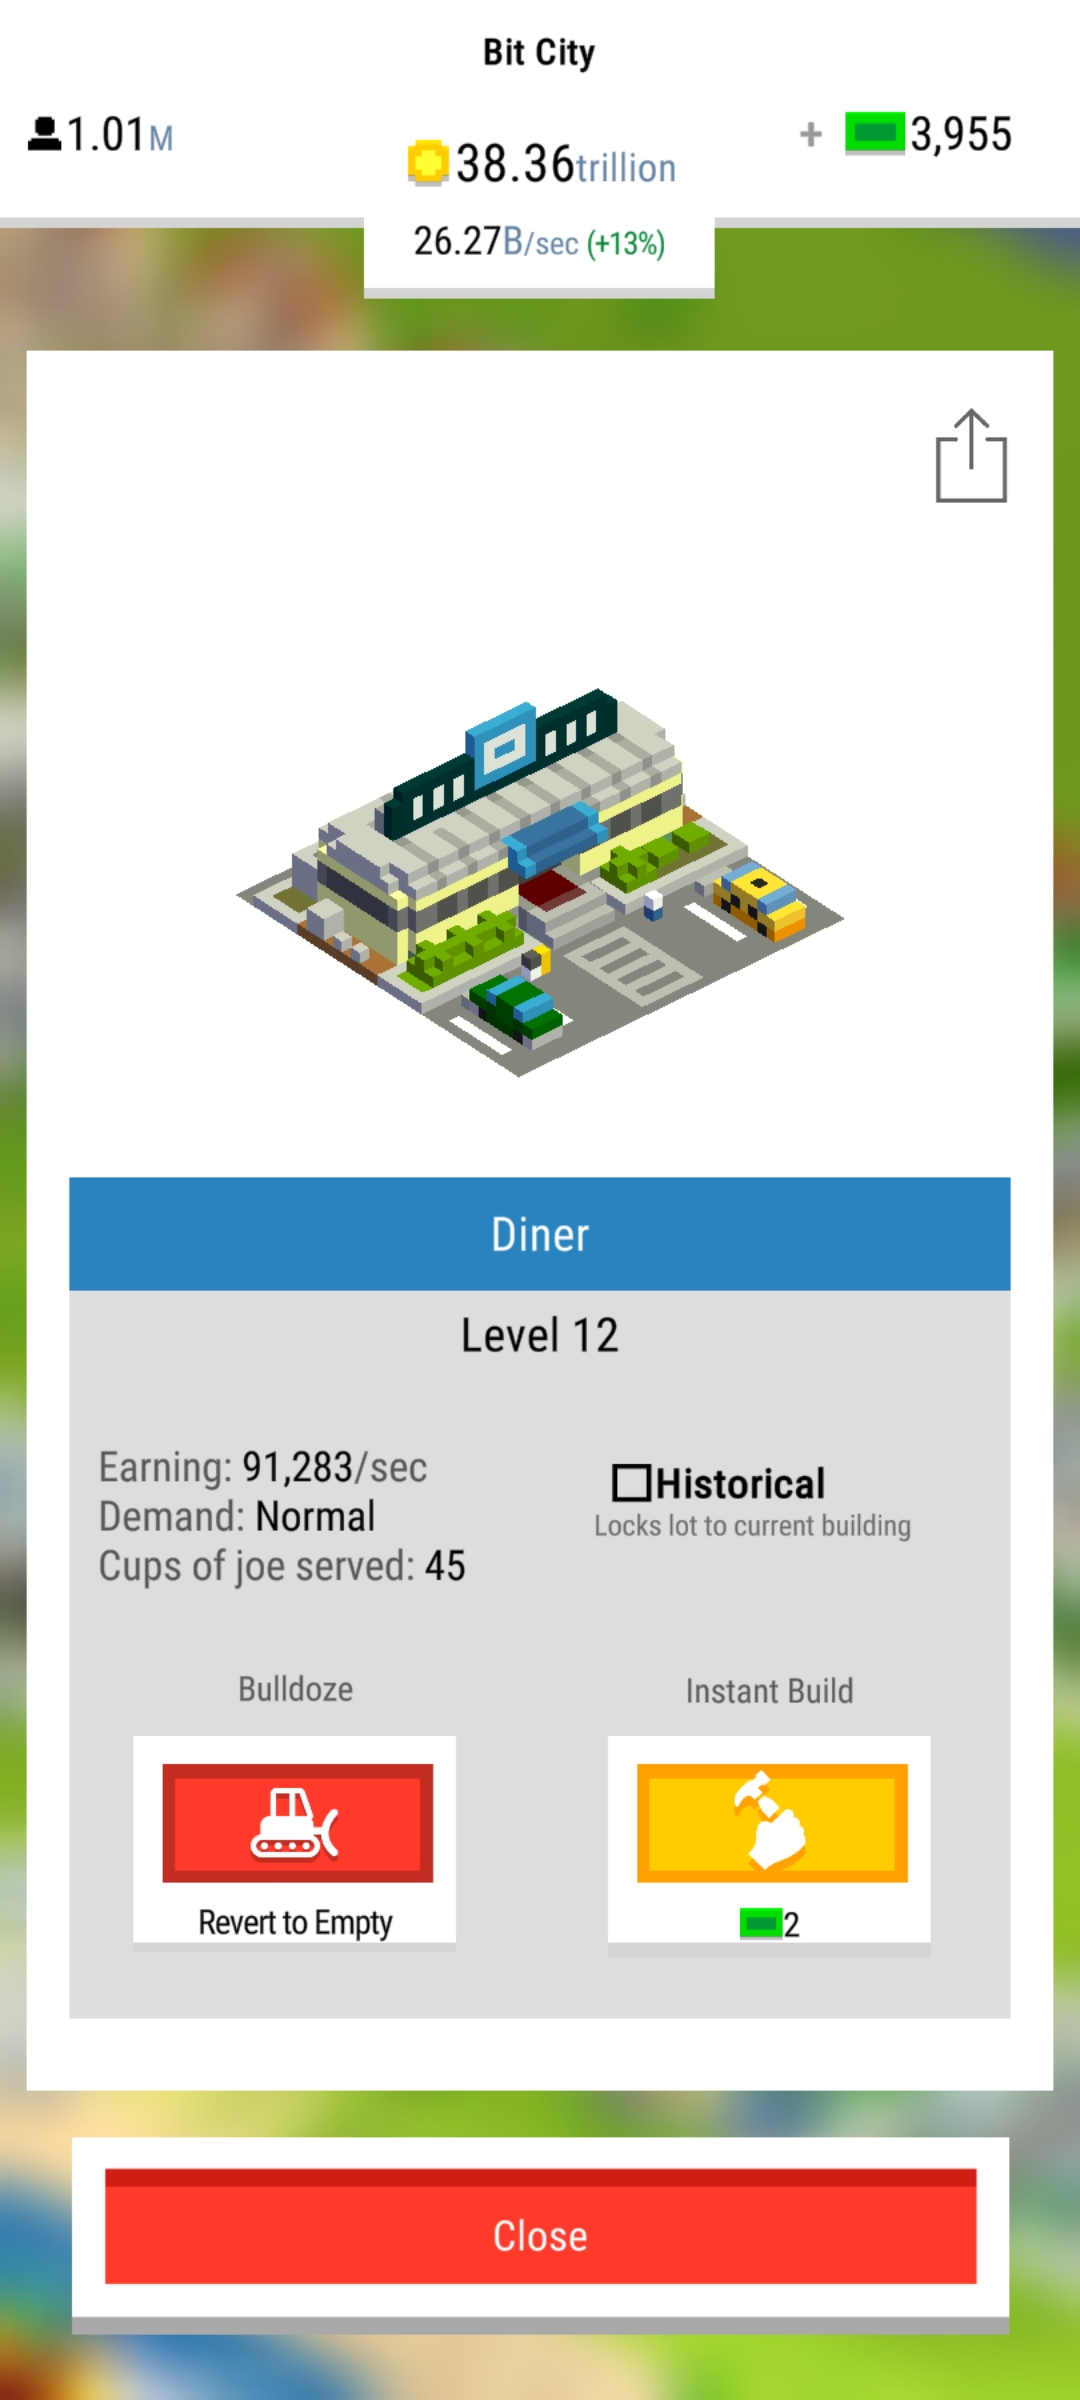 Bit City
1.01M
38.36trillion
+ 3,955
26.27B/sec (+13%)
Diner
Level 12
Earning: 91,283/sec
Demand: Normal
Cups of joe served: 45
Historical
Locks lot to current building
Bulldoze
Instant Build
Revert to Empty
2
Close